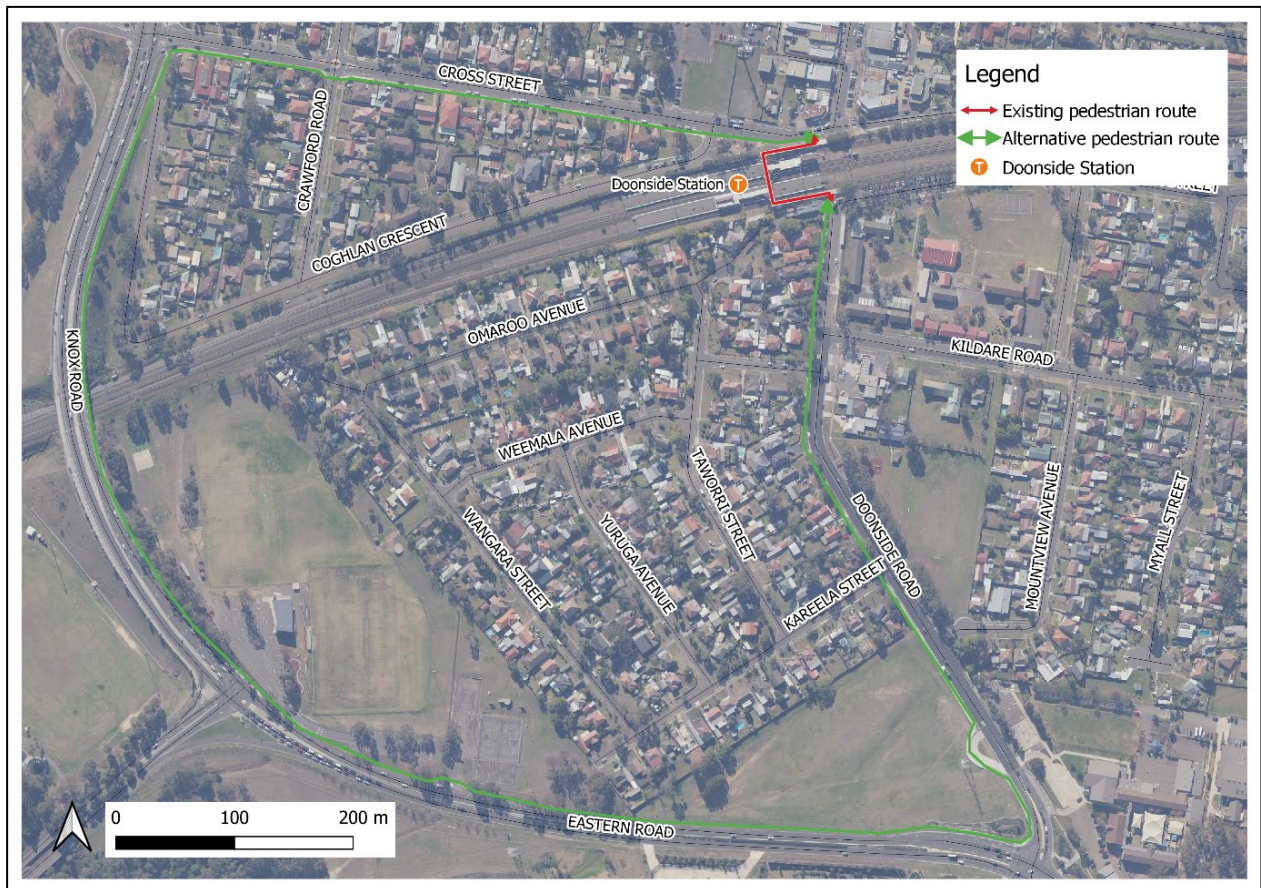 CROSS STREET
Legend
Existing pedestrian route
Alternative pedestrian route
T Doonside Station
STREET
CRAWFORD ROAD
Doonside Station T
COGHLAN CRESCENT
OMAROO AVENUE
KNOX ROAD
KILDARE ROAD
WEEMALA AVENUE
TAWORRI STREET
DOONSIDE ROAD
WANGARA STREET
YURUGA AVENUE
MOUNTVIEW AVENUE
MYALL STREET
KAREELA STREET
0 100 200 m
EASTERN ROAD